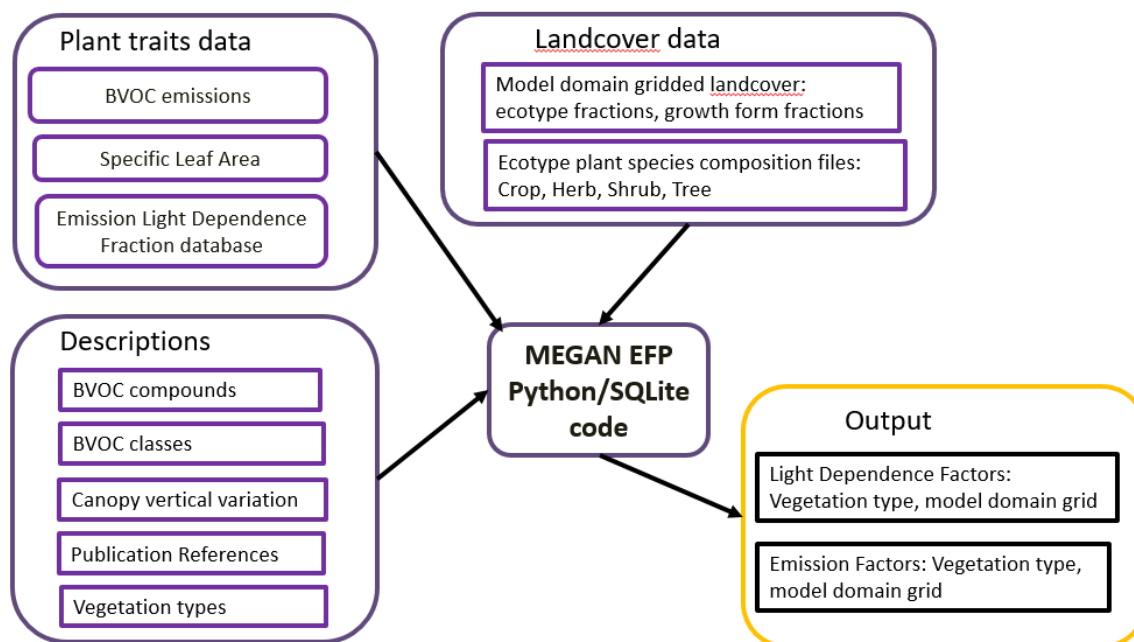 Plant traits data
BVOC emissions
Specific Leaf Area
Emission Light Dependence
Fraction database
Landcover data
Model domain gridded landcover:
ecotype fractions, growth form fractions
Ecotype plant species composition files:
Crop, Herb, Shrub, Tree
Descriptions
BVOC compounds
BVOC classes
Canopy vertical variation
Publication References
Vegetation types
MEGAN EFP
Python/SQLite
code
Output
Light Dependence Factors:
Vegetation type, model domain grid
Emission Factors: Vegetation type,
model domain grid